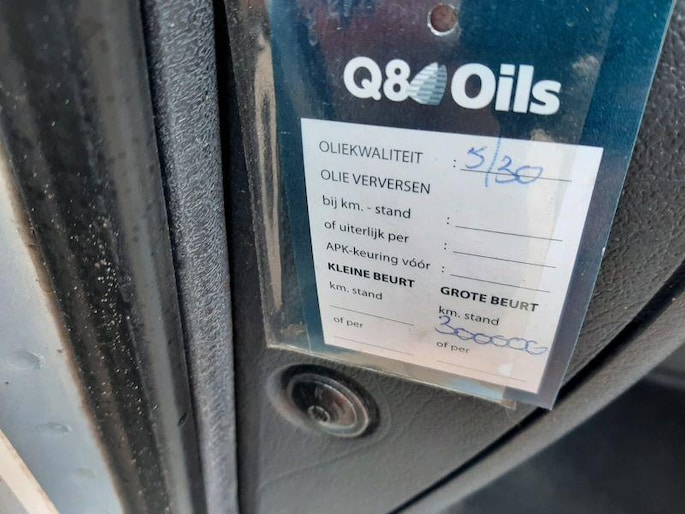 Q8 Oils
OLIEKWALITEIT : 5/30
OLIE VERVERSEN
bij km. - stand :
of uiterlijk per :
APK-keuring vóór :
KLEINE BEURT GROTE BEURT
km. stand km. stand
300000
of per of per